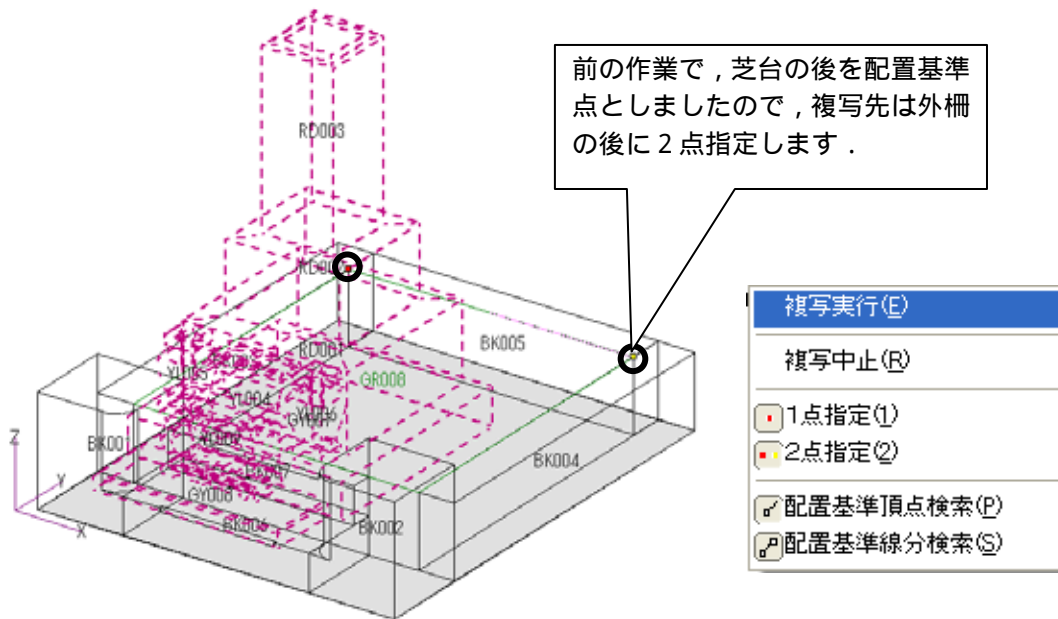 前の作業で，芝台の後を配置基準
点としましたので，複写先は外柵
の後に２点指定します．
RD003
RD001
BK005
GR008
YL004
BK001
BK004
GY008
BK006
BK002
Z
Y
X
複写実行(E)
複写中止(R)
1点指定(1)
2点指定(2)
配置基準頂点検索(P)
配置基準線分検索(S)